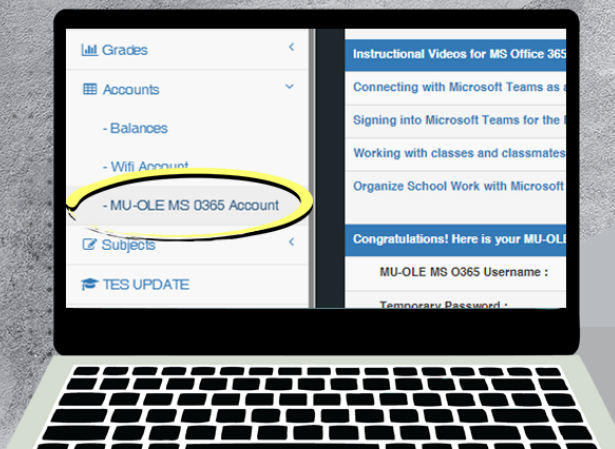 Grades
Accounts
- Balances
- Wifi Account
- MU-OLE MS 0365 Account
Subjects
TES UPDATE
Instructional Videos for MS Office 365
Connecting with Microsoft Teams as
Signing into Microsoft Teams for the
Working with classes and classmates
Organize School Work with Microsoft
Congratulations! Here is your MU-OLE
MU-OLE MS O365 Username :
Temporary Password :